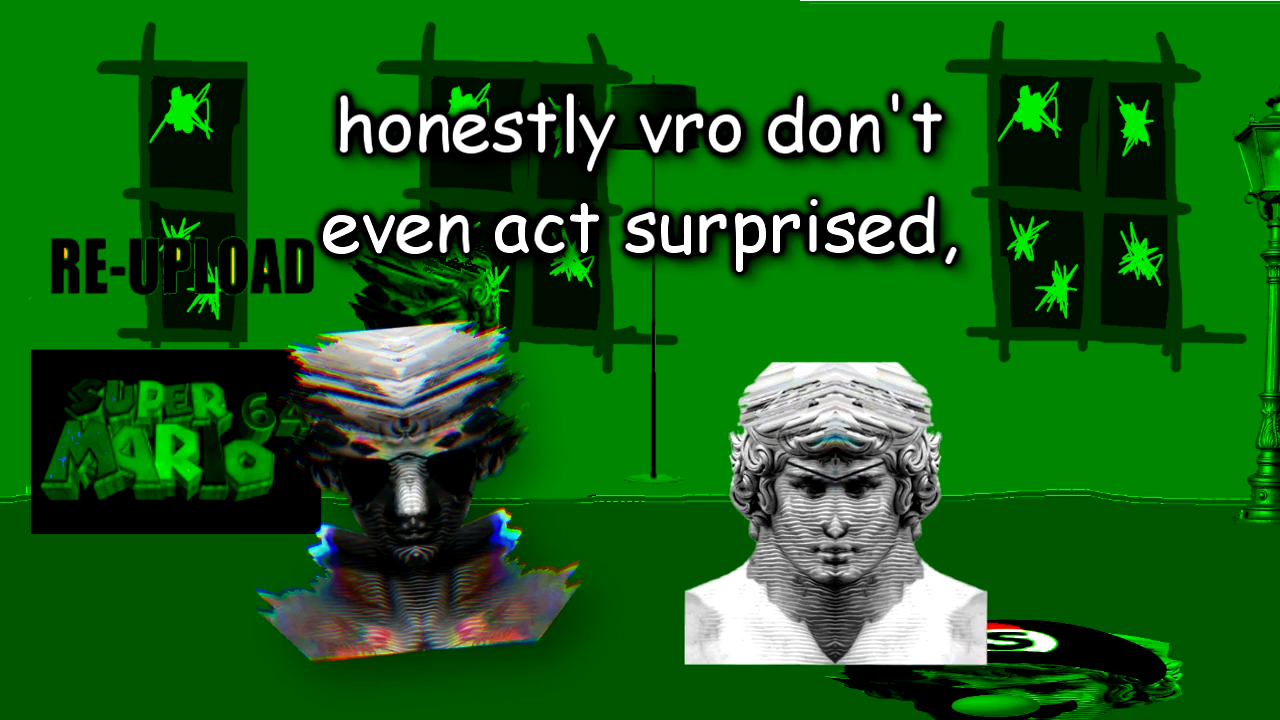 honestly vro don't
even act surprised,
RE-UPLOAD
SUPER
MARIO 64
S